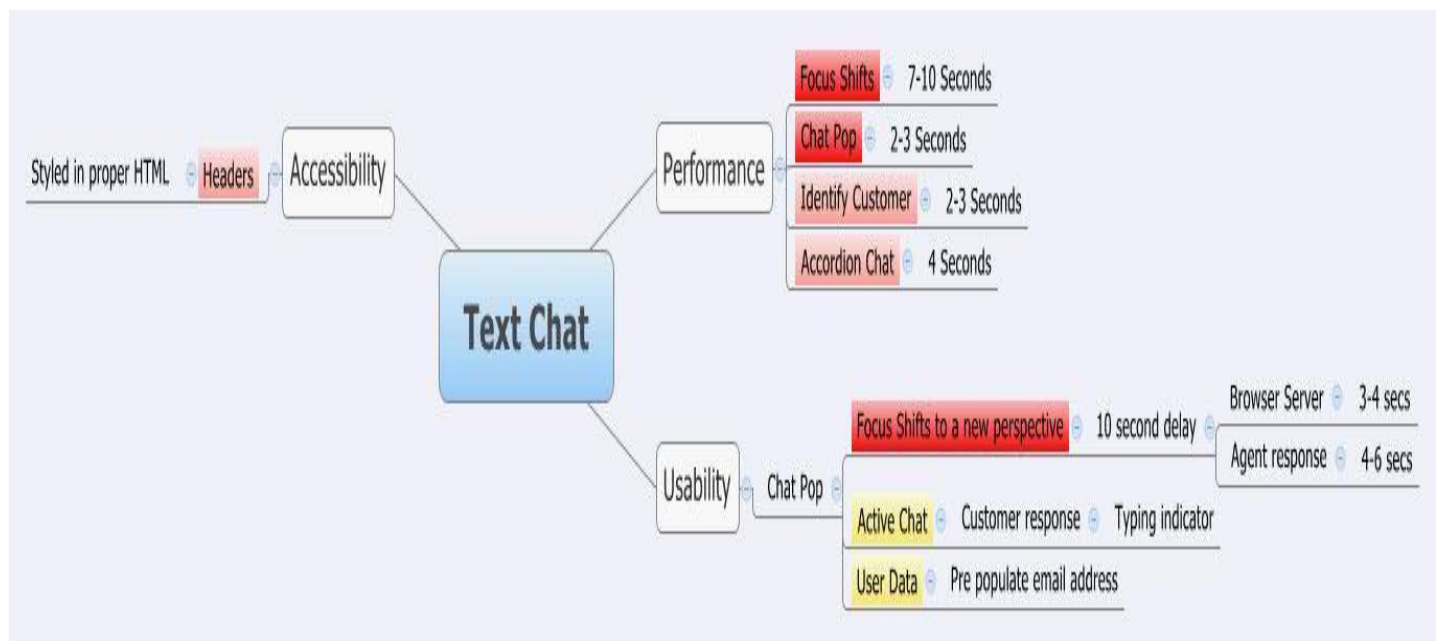 Text Chat
Accessibility
Headers
Styled in proper HTML
Performance
Focus Shifts 7-10 Seconds
Chat Pop 2-3 Seconds
Identify Customer 2-3 Seconds
Accordion Chat 4 Seconds
Usability
Chat Pop
Focus Shifts to a new perspective 10 second delay
Browser Server 3-4 secs
Agent response 4-6 secs
Active Chat Customer response Typing indicator
User Data Pre populate email address